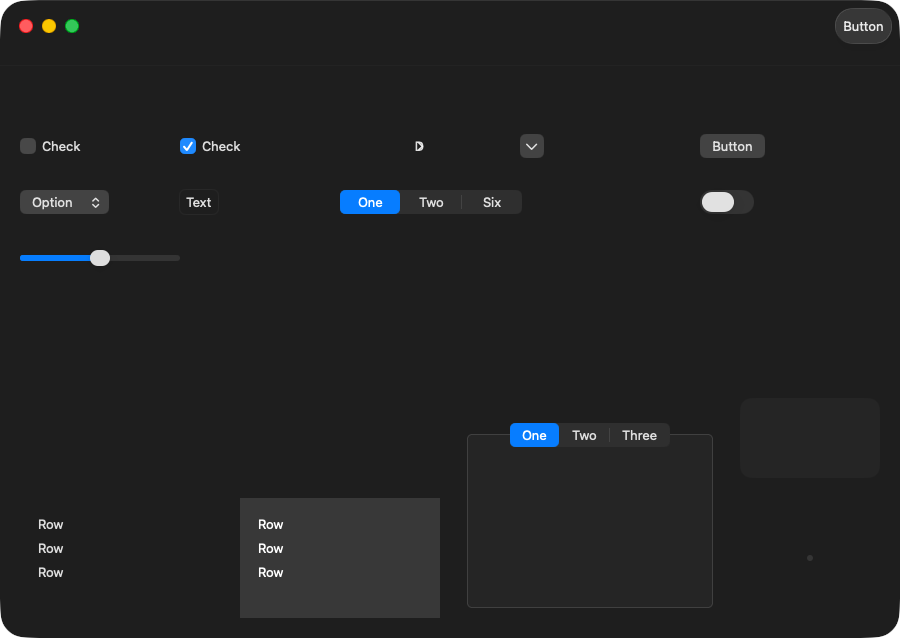 Button
Check
Check
Button
Option
Text
One
Two
Six
One
Two
Three
Row
Row
Row
Row
Row
Row